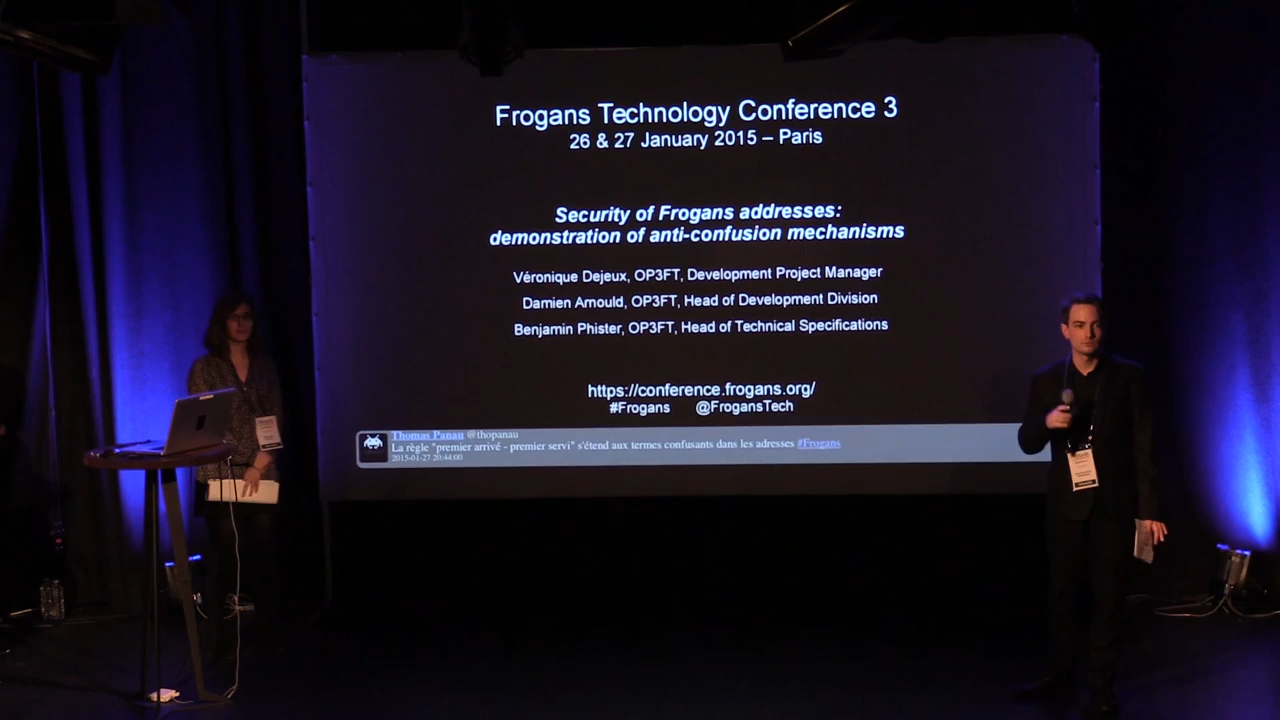 Frogans Technology Conference 3
26 & 27 January 2015 – Paris
Security of Frogans addresses:
demonstration of anti-confusion mechanisms
Véronique Dejeux, OP3FT, Development Project Manager
Damien Arnould, OP3FT, Head of Development Division
Benjamin Phister, OP3FT, Head of Technical Specifications
https://conference.frogans.org/
#Frogans @FrogansTech
Thomas Panau @thopanau
La règle "premier arrivé - premier servi" s'étend aux termes confusants dans les adresses #Frogans
2015-01-27 20:44:00